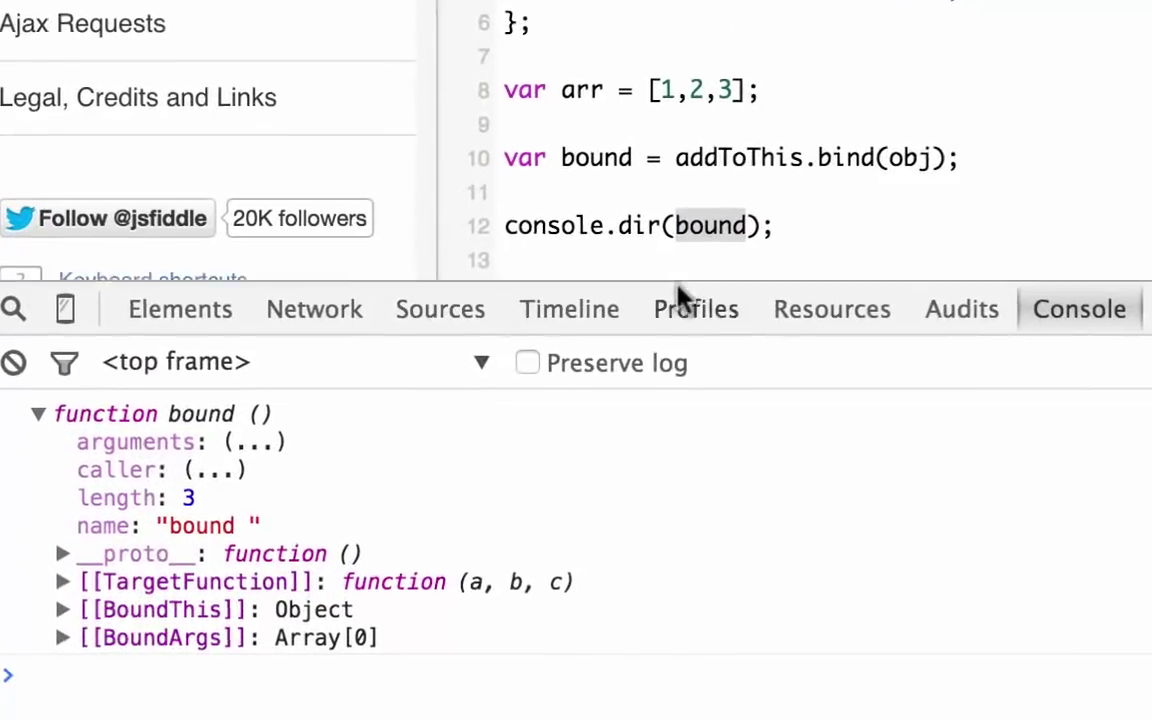 Ajax Requests
Legal, Credits and Links
Follow @jsfiddle 20K followers
Keyboard shortcuts
6 };
7
8 var arr = [1,2,3];
9
10 var bound = addToThis.bind(obj);
11
12 console.dir(bound);
13
Elements Network Sources Timeline Profiles Resources Audits Console
<top frame> ▼ Preserve log
▼ function bound ()
arguments: (...)
caller: (...)
length: 3
name: "bound "
▶ __proto__: function ()
▶ [[TargetFunction]]: function (a, b, c)
▶ [[BoundThis]]: Object
▶ [[BoundArgs]]: Array[0]
>